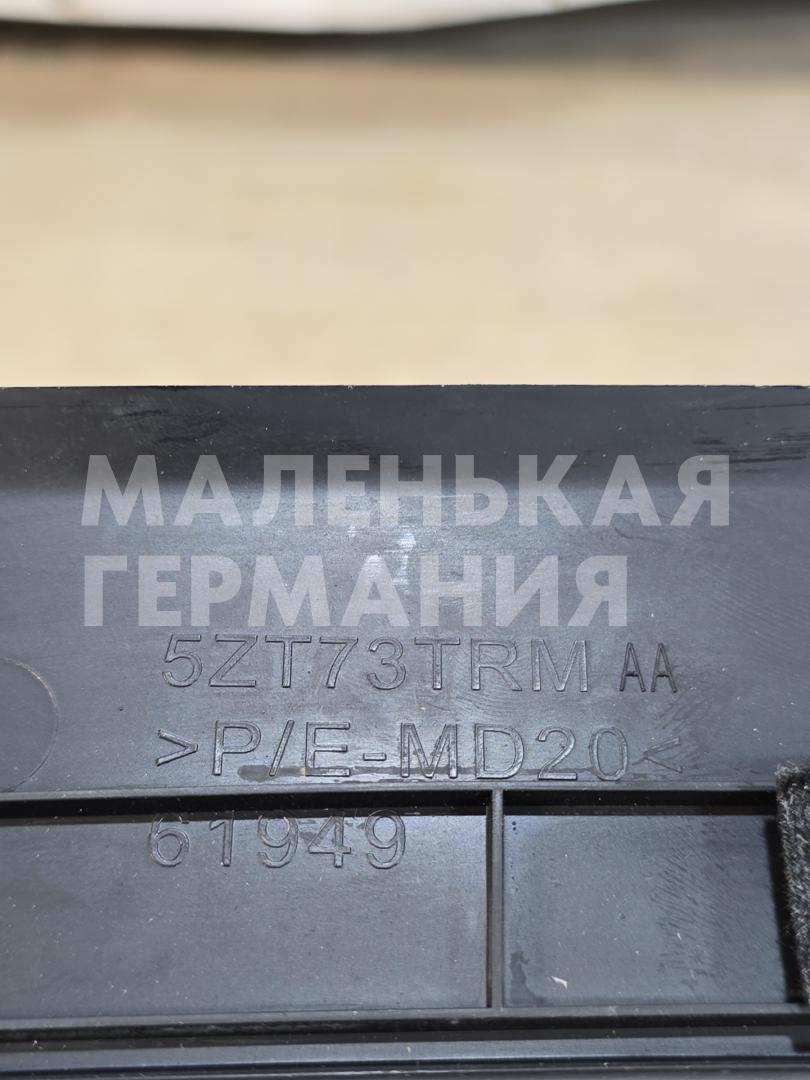 МАЛЕНЬКАЯ
ГЕРМАНИЯ
5ZT73TRM AA
>P/E-MD20<
61949